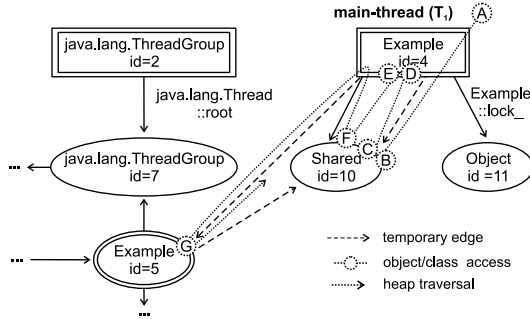 main-thread (T₁)
A
java.lang.ThreadGroup
id=2
Example
id=4
E
D
java.lang.Thread
::root
Example
::lock_
java.lang.ThreadGroup
id=7
F
C
B
Shared
id=10
Object
id =11
...
G
Example
id=5
...
...
temporary edge
object/class access
heap traversal